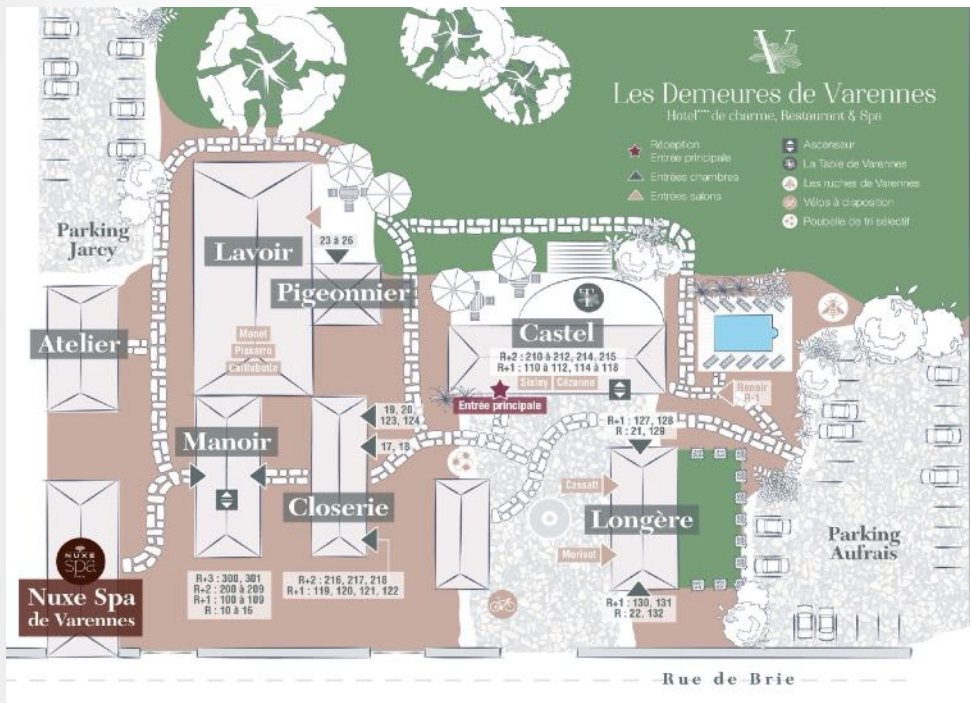 V
Les Demeures de Varennes
Hotel**** de charme, Restaurant & Spa
Réception
Entrée principale
Entrées chambres
Entrées salons
Ascenseur
La Table de Varennes
Les ruches de Varennes
Vélos à disposition
Poubelle de tri sélectif
Parking
Jarcy
Lavoir
23 à 26
Pigeonnier
Atelier
Monet
Pissarro
Caillebotte
T
Castel
R+2 : 210 à 212, 214, 215
R+1 : 110 à 112, 114 à 118
Sisley
Cézanne
Entrée principale
Renoir
R-1
19, 20,
123, 124
17, 18
Manoir
Closerie
R+1 : 127, 128
R : 21, 129
Cassatt
Longère
Morisot
Parking
Aufrais
NUXE
spa
Nuxe Spa
de Varennes
R+3 : 300, 301
R+2 : 200 à 209
R+1 : 100 à 109
R : 10 à 16
R+2 : 216, 217, 218
R+1 : 119, 120, 121, 122
R+1 : 130, 131
R : 22, 132
Rue de Brie